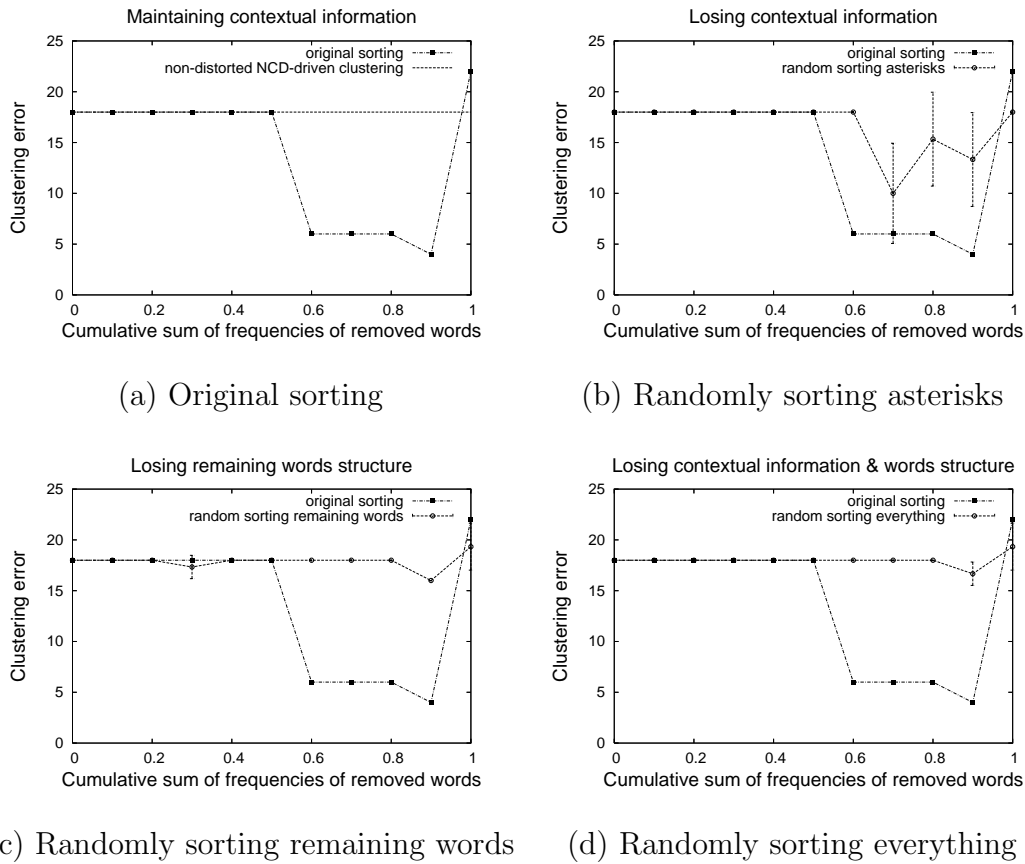 Maintaining contextual information
25
20
15
10
5
0
Clustering error
original sorting
non-distorted NCD-driven clustering
0 0.2 0.4 0.6 0.8 1
Cumulative sum of frequencies of removed words
(a) Original sorting
Losing contextual information
25
20
15
10
5
0
Clustering error
original sorting
random sorting asterisks
0 0.2 0.4 0.6 0.8 1
Cumulative sum of frequencies of removed words
(b) Randomly sorting asterisks
Losing remaining words structure
25
20
15
10
5
0
Clustering error
original sorting
random sorting remaining words
0 0.2 0.4 0.6 0.8 1
Cumulative sum of frequencies of removed words
c) Randomly sorting remaining words
Losing contextual information & words structure
25
20
15
10
5
0
Clustering error
original sorting
random sorting everything
0 0.2 0.4 0.6 0.8 1
Cumulative sum of frequencies of removed words
(d) Randomly sorting everything